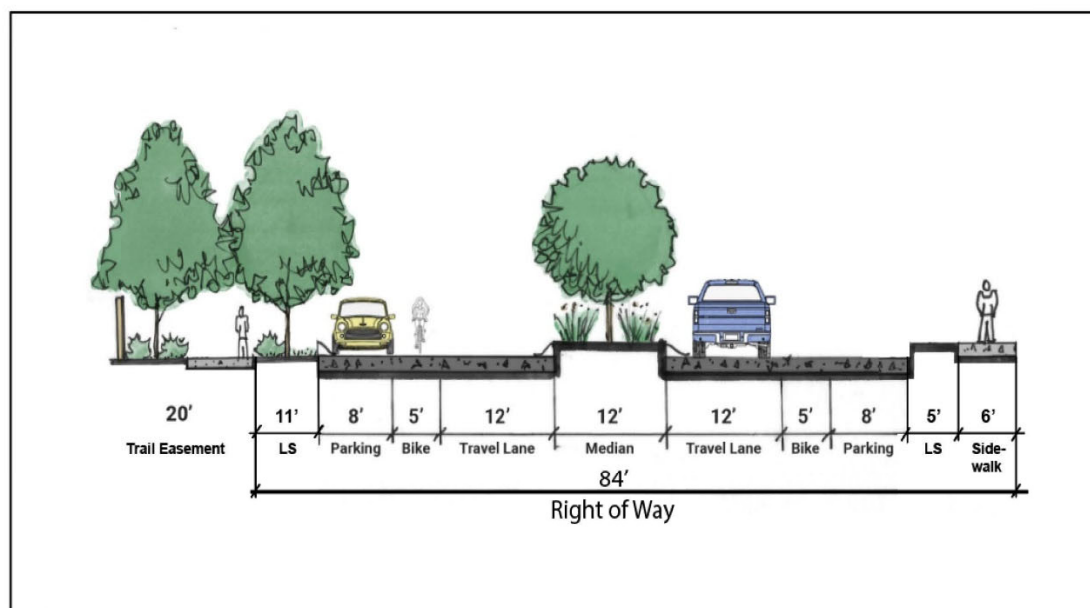 20’ 11’ 8’ 5’ 12’ 12’ 12’ 5’ 8’ 5’ 6’
Trail Easement LS Parking Bike Travel Lane Median Travel Lane Bike Parking LS Side-
walk
84’
Right of Way